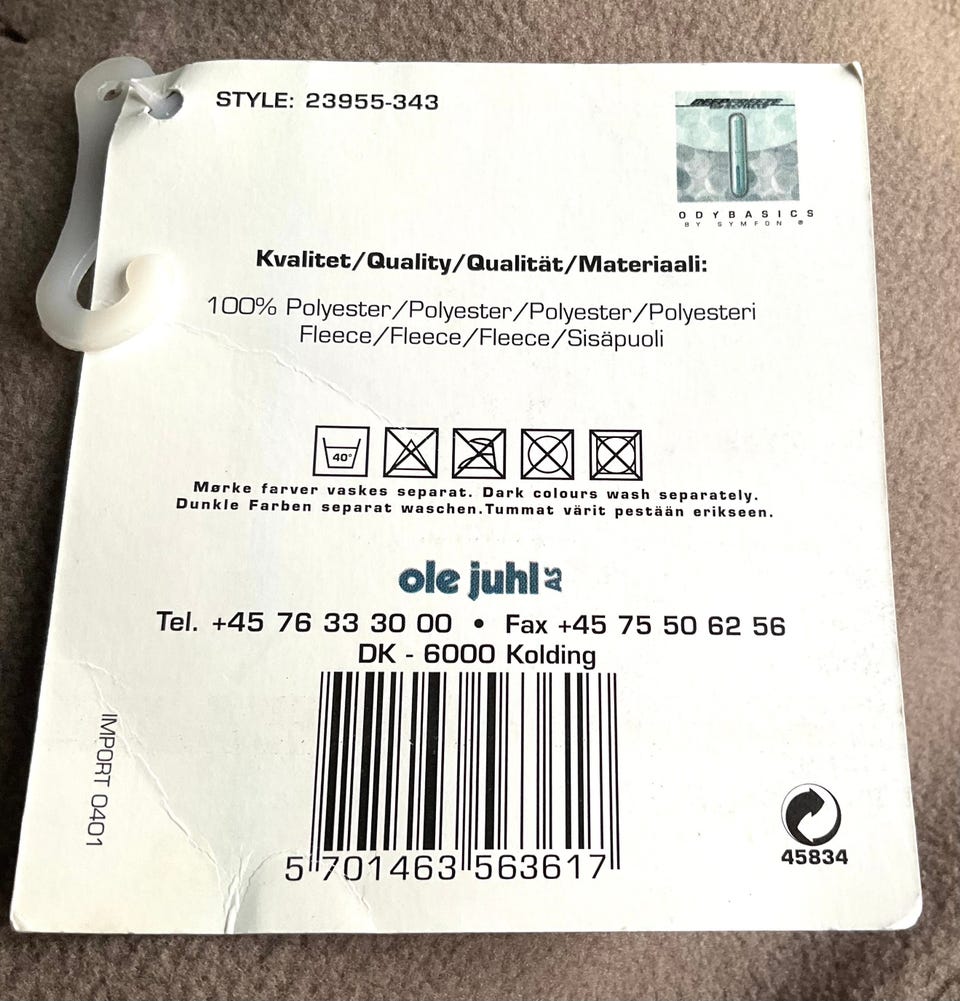 STYLE: 23955-343
ODYBASICS
BY SYMFON ®
Kvalitet/Quality/Qualität/Materiaali:
100% Polyester/Polyester/Polyester/Polyesteri
Fleece/Fleece/Fleece/Sisäpuoli
40°
Mørke farver vaskes separat. Dark colours wash separately.
Dunkle Farben separat waschen.Tummat värit pestään erikseen.
ole juhl AS
Tel. +45 76 33 30 00 • Fax +45 75 50 62 56
DK - 6000 Kolding
IMPORT 0401
5 701463 563617
45834